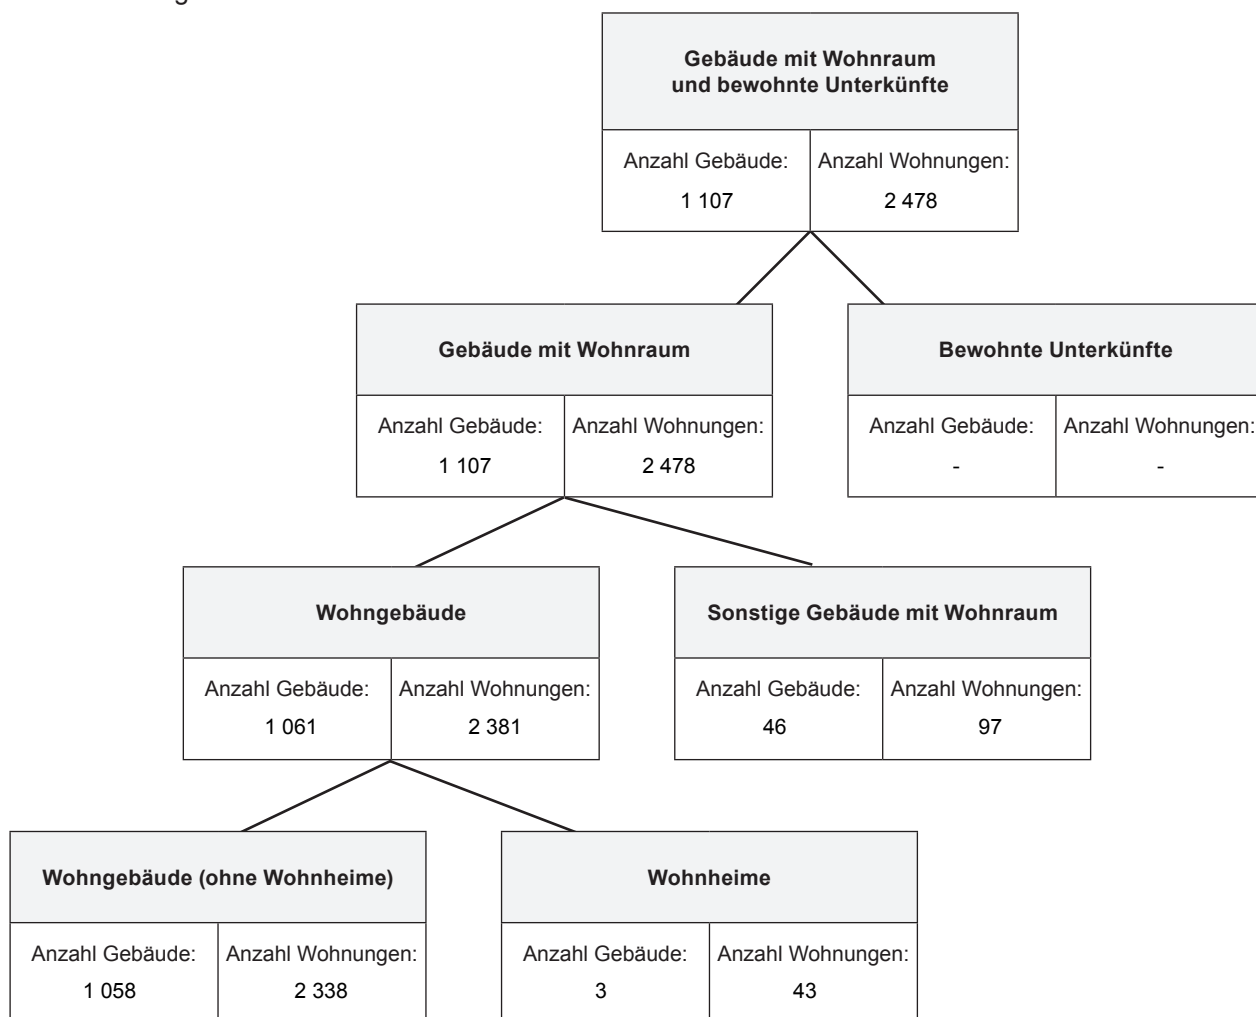 Gebäude mit Wohnraum
und bewohnte Unterkünfte
Anzahl Gebäude:
1 107
Anzahl Wohnungen:
2 478
Gebäude mit Wohnraum
Anzahl Gebäude:
1 107
Anzahl Wohnungen:
2 478
Bewohnte Unterkünfte
Anzahl Gebäude:
-
Anzahl Wohnungen:
-
Wohngebäude
Anzahl Gebäude:
1 061
Anzahl Wohnungen:
2 381
Sonstige Gebäude mit Wohnraum
Anzahl Gebäude:
46
Anzahl Wohnungen:
97
Wohngebäude (ohne Wohnheime)
Anzahl Gebäude:
1 058
Anzahl Wohnungen:
2 338
Wohnheime
Anzahl Gebäude:
3
Anzahl Wohnungen:
43